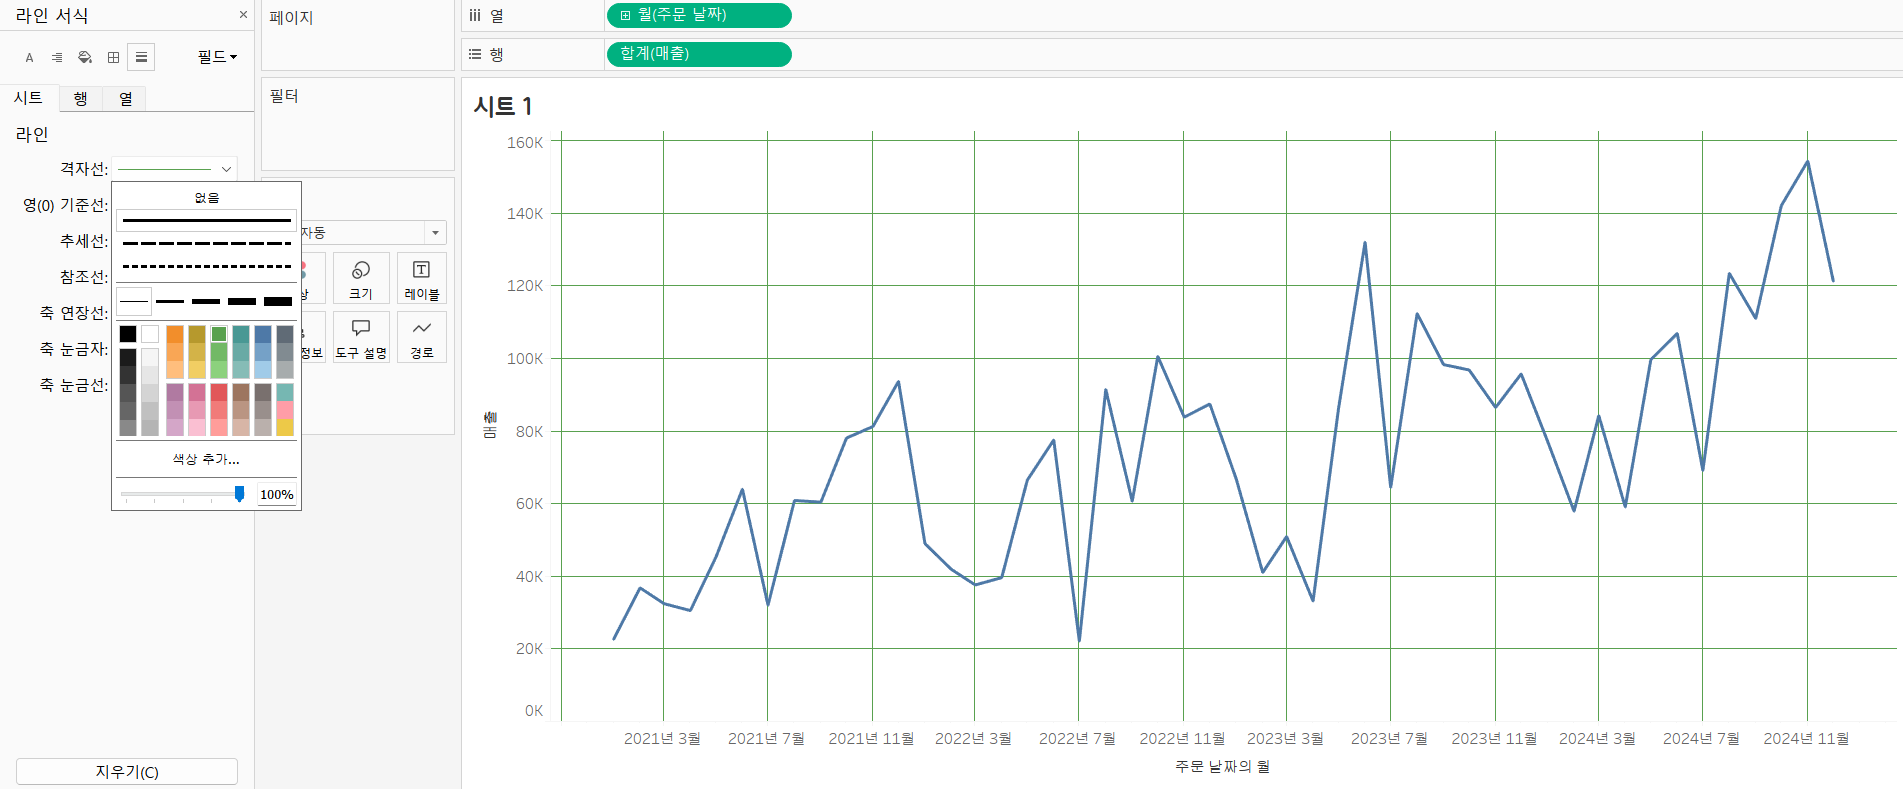 라인 서식
×
A
필드
시트
행
열
라인
격자선:
영(0) 기준선:
추세선:
참조선:
축 연장선:
축 눈금자:
축 눈금선:
없음
색상 추가...
100%
지우기(C)
페이지
필터
자동
상
크기
T
레이블
정보
도구 설명
경로
열
월(주문 날짜)
행
합계(매출)
시트 1
160K
140K
120K
100K
80K
60K
40K
20K
0K
매출
2021년 3월
2021년 7월
2021년 11월
2022년 3월
2022년 7월
2022년 11월
2023년 3월
2023년 7월
2023년 11월
2024년 3월
2024년 7월
2024년 11월
주문 날짜의 월